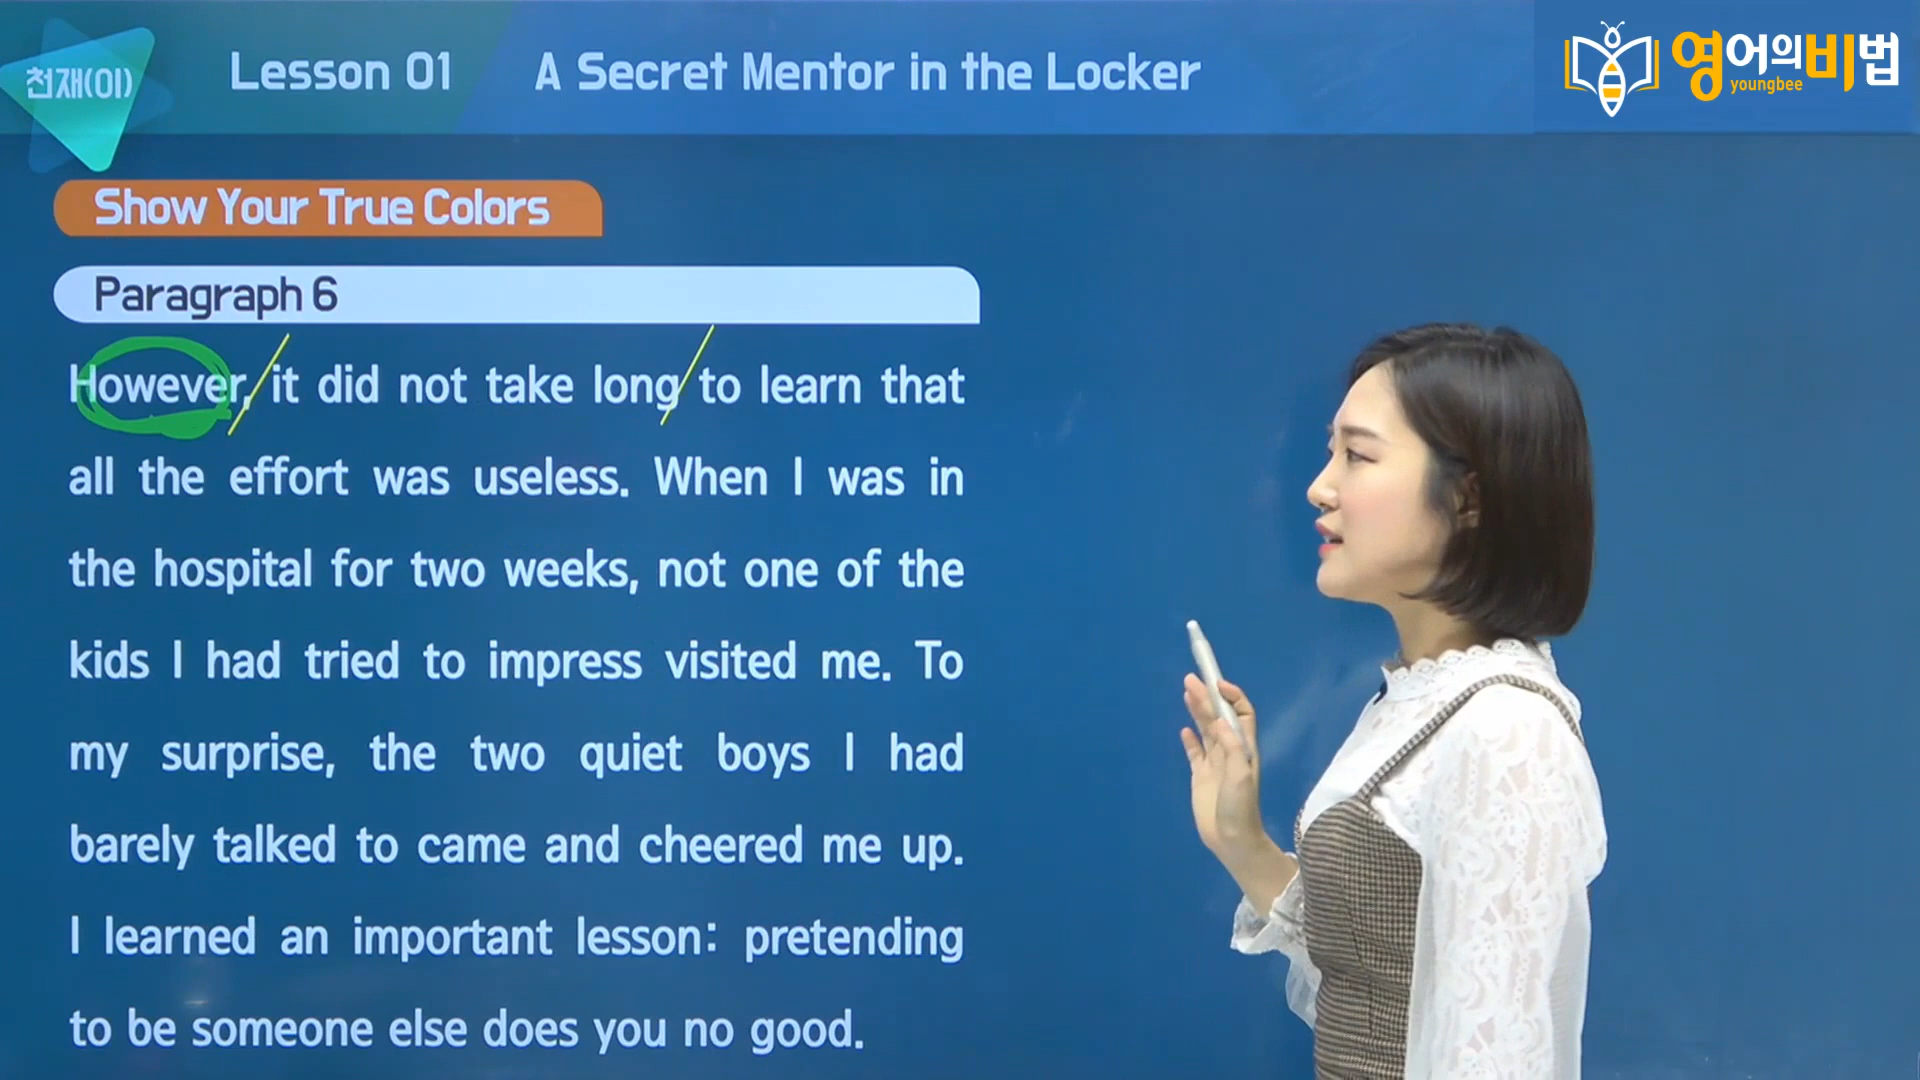 천재(이)
Lesson 01 A Secret Mentor in the Locker
영어의비법
youngbee
Show Your True Colors
Paragraph 6
However, it did not take long to learn that
all the effort was useless. When I was in
the hospital for two weeks, not one of the
kids I had tried to impress visited me. To
my surprise, the two quiet boys I had
barely talked to came and cheered me up.
I learned an important lesson: pretending
to be someone else does you no good.